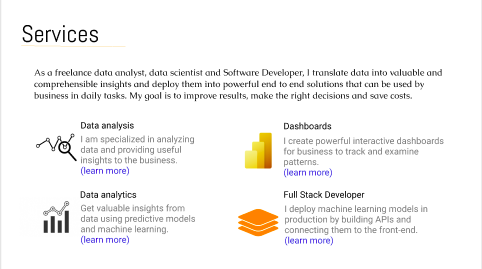 Services
As a freelance data analyst, data scientist and Software Developer, I translate data into valuable and
comprehensible insights and deploy them into powerful end to end solutions that can be used by
business in daily tasks. My goal is to improve results, make the right decisions and save costs.
Data analysis
I am specialized in analyzing
data and providing useful
insights to the business.
(learn more)
Dashboards
I create powerful interactive dashboards
for business to track and examine
patterns.
(learn more)
Data analytics
Get valuable insights from
data using predictive models
and machine learning.
(learn more)
Full Stack Developer
I deploy machine learning models in
production by building APIs and
connecting them to the front-end.
(learn more)